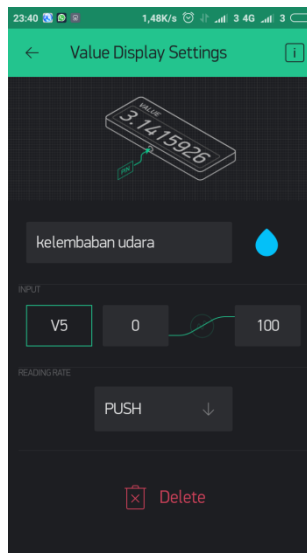 23:40 1,48K/s 3 4G 3
Value Display Settings
VALUE
3.1415926
PIN
kelembaban udara
INPUT
V5 0 100
READING RATE
PUSH
Delete